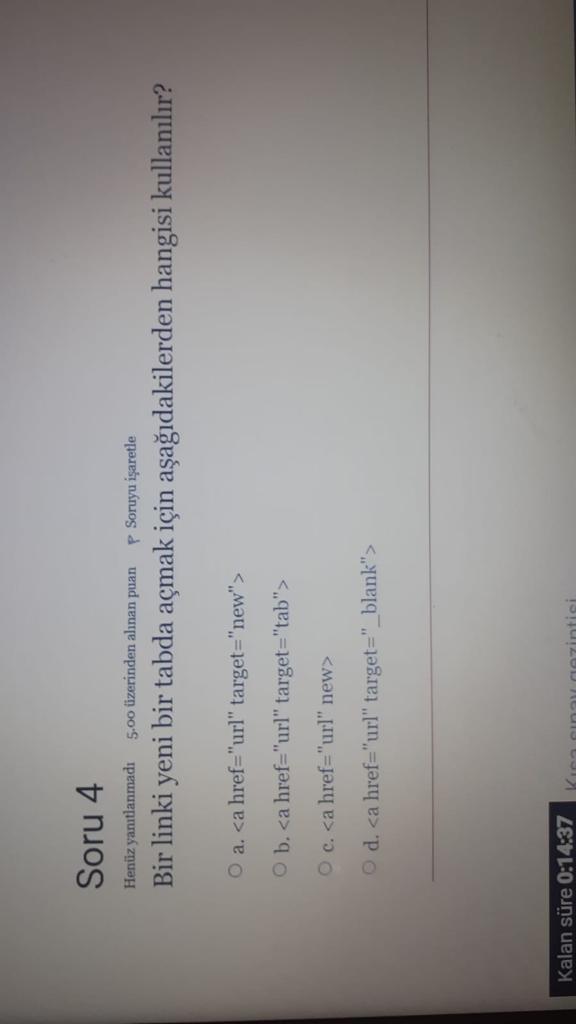 Soru 4
Henüz yanıtlanmadı 5.00 üzerinden alınan puan Soruyu işaretle
Bir linki yeni bir tabda açmak için aşağıdakilerden hangisi kullanılır?
a. <a href="url" target="new">
b. <a href="url" target="tab">
c. <a href="url" new>
d. <a href="url" target="_blank">
Kalan süre 0:14:37
Kısa sınav gezintisi